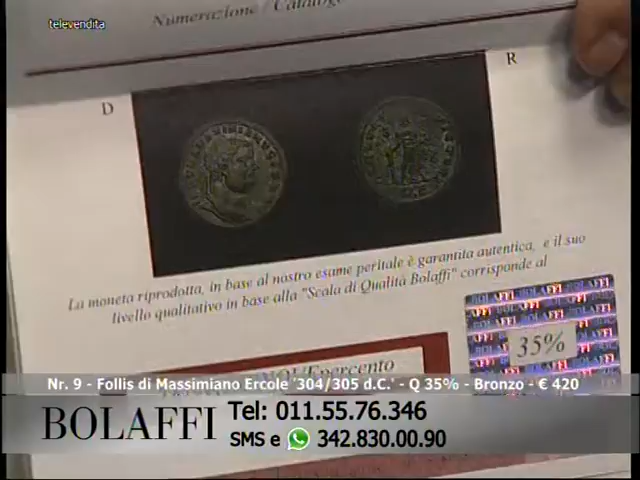 televendita
Numerazione / Catalogo
D
R
La moneta riprodotta, in base al nostro esame peritale è garantita autentica, e il suo
livello qualitativo in base alla "Scala di Qualità Bolaffi" corrisponde al
BOLAFFI
35%
Nr. 9 - Follis di Massimiano Ercole '304/305 d.C.' - Q 35% - Bronzo - € 420
BOLAFFI
Tel: 011.55.76.346
SMS e 342.830.00.90